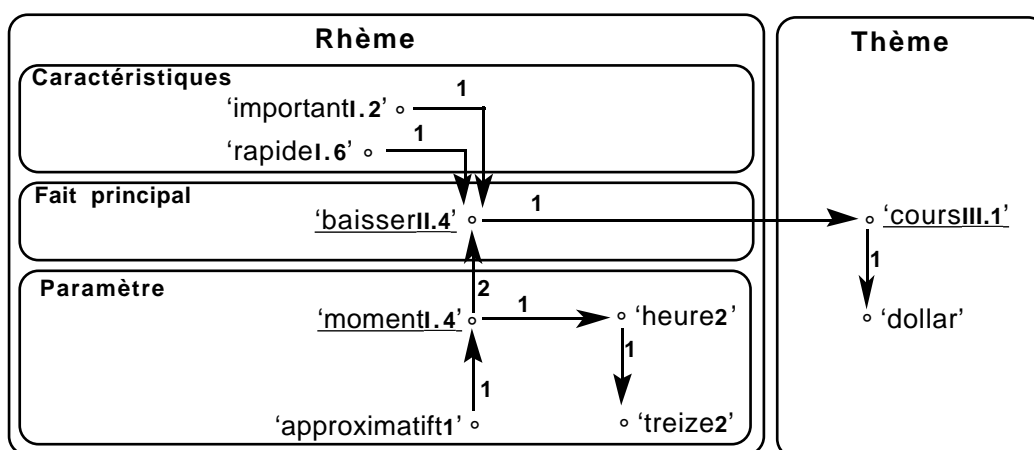 Rhème
Thème
Caractéristiques
‘importantI.2’ 1
‘rapideI.6’ 1
Fait principal
‘baisserII.4’ 1 ‘coursIII.1’
1
Paramètre
2
‘momentI.4’ 1 ‘heure2’ ‘dollar’
1
1
‘approximatift1’ ‘treize2’